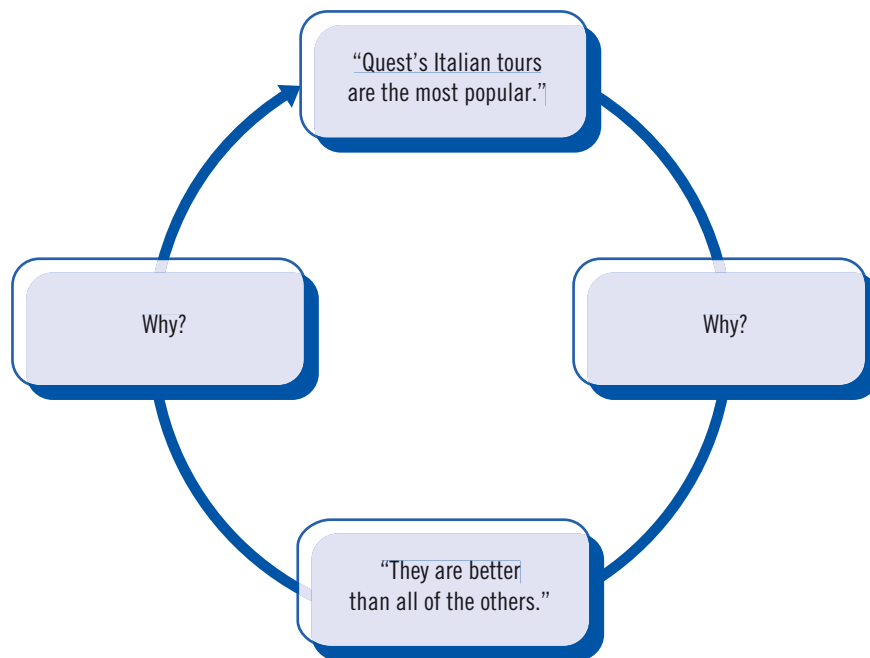 “Quest’s Italian tours
are the most popular.”
Why?
Why?
“They are better
than all of the others.”